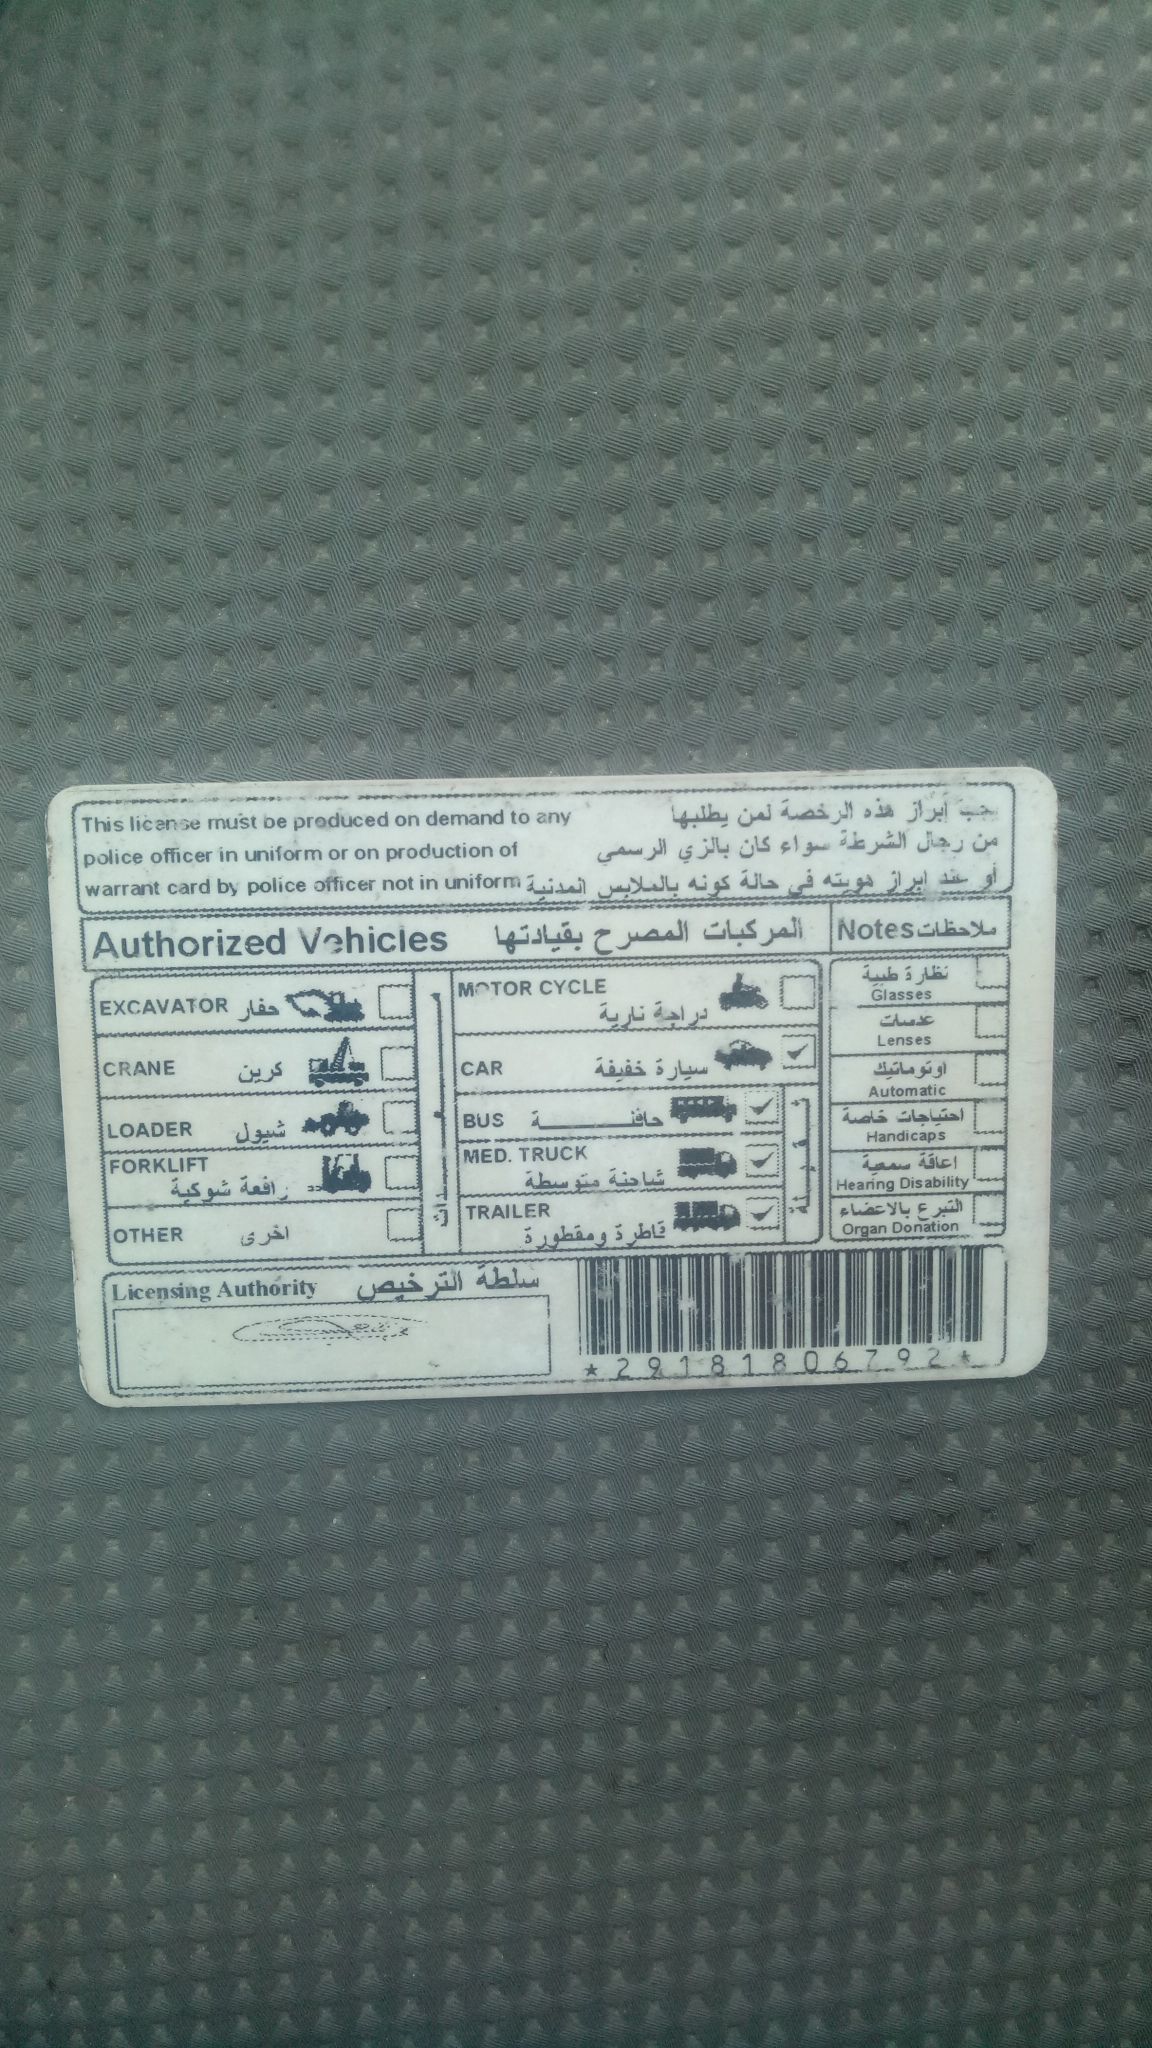 This license must be produced on demand to any
police officer in uniform or on production of
warrant card by police officer not in uniform
يجب إبراز هذه الرخصة لمن يطلبها
من رجال الشرطة سواء كان بالزي الرسمي
أو عند ابراز هويته في حالة كونه بالملابس المدنية
Authorized Vehicles المركبات المصرح بقيادتها
EXCAVATOR حفار
CRANE كرين
LOADER شيول
FORKLIFT
رافعة شوكية
OTHER اخرى
MOTOR CYCLE
دراجة نارية
CAR سيارة خفيفة
BUS حافلـــــــــة
MED. TRUCK
شاحنة متوسطة
TRAILER
قاطرة ومقطورة
Notes ملاحظات
نظارة طبية
Glasses
عدسات
Lenses
اوتوماتيك
Automatic
احتياجات خاصة
Handicaps
اعاقة سمعية
Hearing Disability
التبرع بالاعضاء
Organ Donation
Licensing Authority سلطة الترخيص
*29181806792*